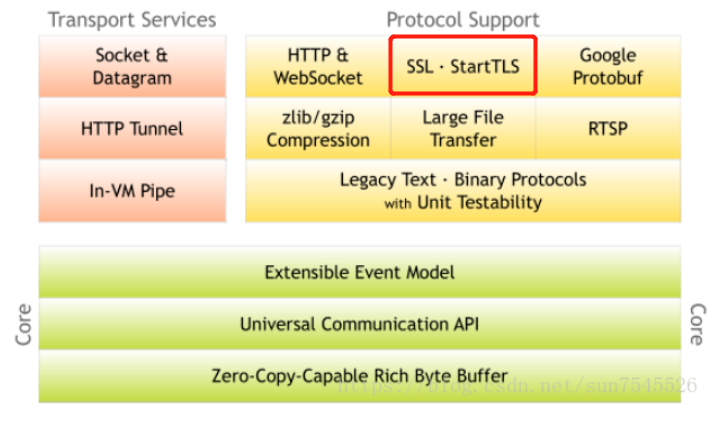 Transport Services
Protocol Support
Socket &
Datagram
HTTP &
WebSocket
SSL · StartTLS
Google
Protobuf
HTTP Tunnel
zlib/gzip
Compression
Large File
Transfer
RTSP
In-VM Pipe
Legacy Text · Binary Protocols
with Unit Testability
Core
Extensible Event Model
Universal Communication API
Zero-Copy-Capable Rich Byte Buffer
Core
https://blog.csdn.net/sun7545526